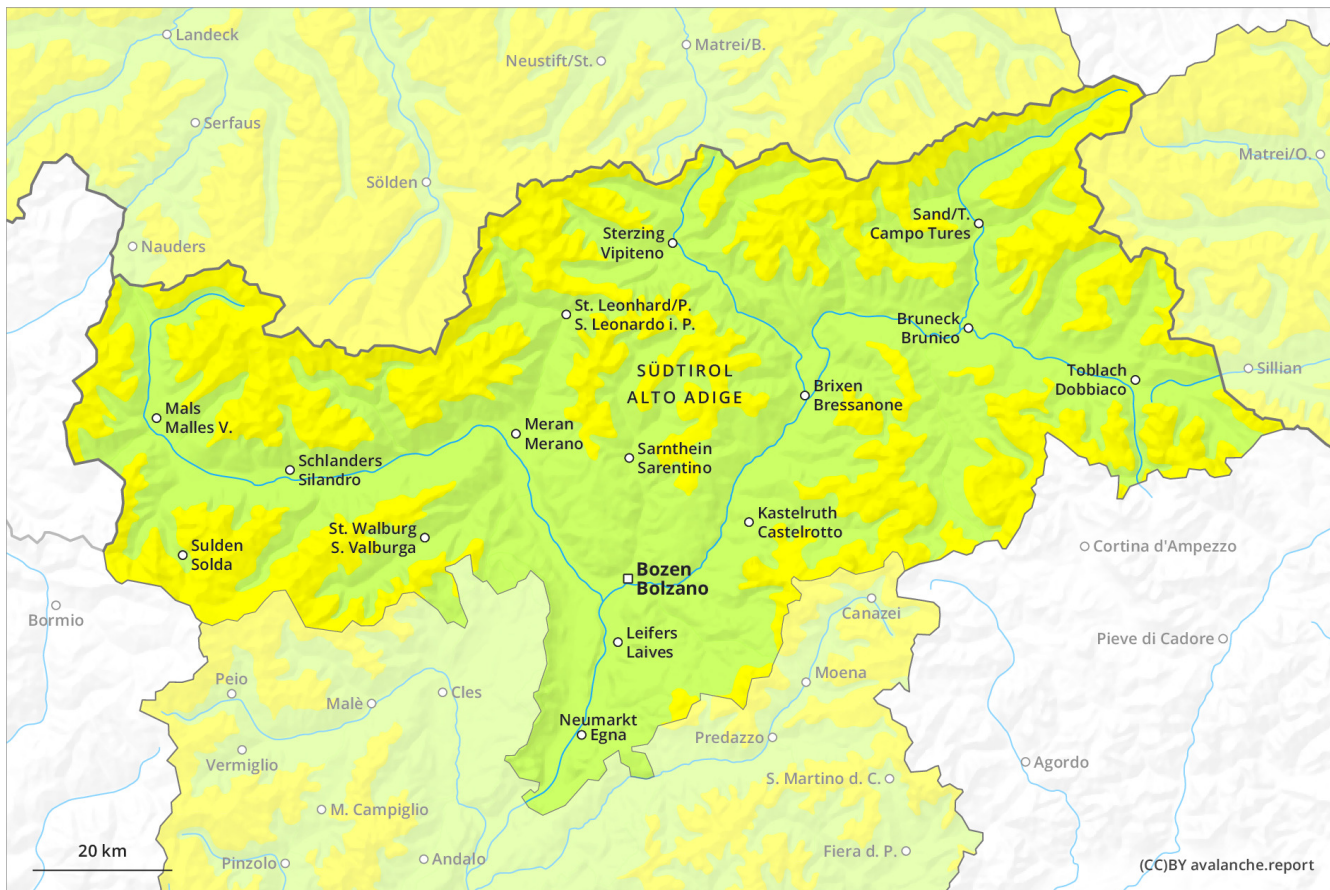 Landeck
Matrei/B.
Neustift/St.
Serfaus
Matrei/O.
Sölden
Sand/T.
Campo Tures
Sterzing
Vipiteno
Nauders
St. Leonhard/P.
S. Leonardo i. P.
Bruneck
Brunico
SÜDTIROL
ALTO ADIGE
Toblach
Dobbiaco
Sillian
Brixen
Bressanone
Mals
Malles V.
Meran
Merano
Schlanders
Silandro
Sarnthein
Sarentino
Kastelruth
Castelrotto
St. Walburg
S. Valburga
Sulden
Solda
Cortina d'Ampezzo
Bozen
Bolzano
Bormio
Canazei
Leifers
Laives
Pieve di Cadore
Peio
Moena
Malè
Cles
Neumarkt
Egna
Predazzo
Vermiglio
Agordo
S. Martino d. C.
M. Campiglio
20 km
Andalo
Pinzolo
Fiera d. P.
(CC)BY avalanche.report